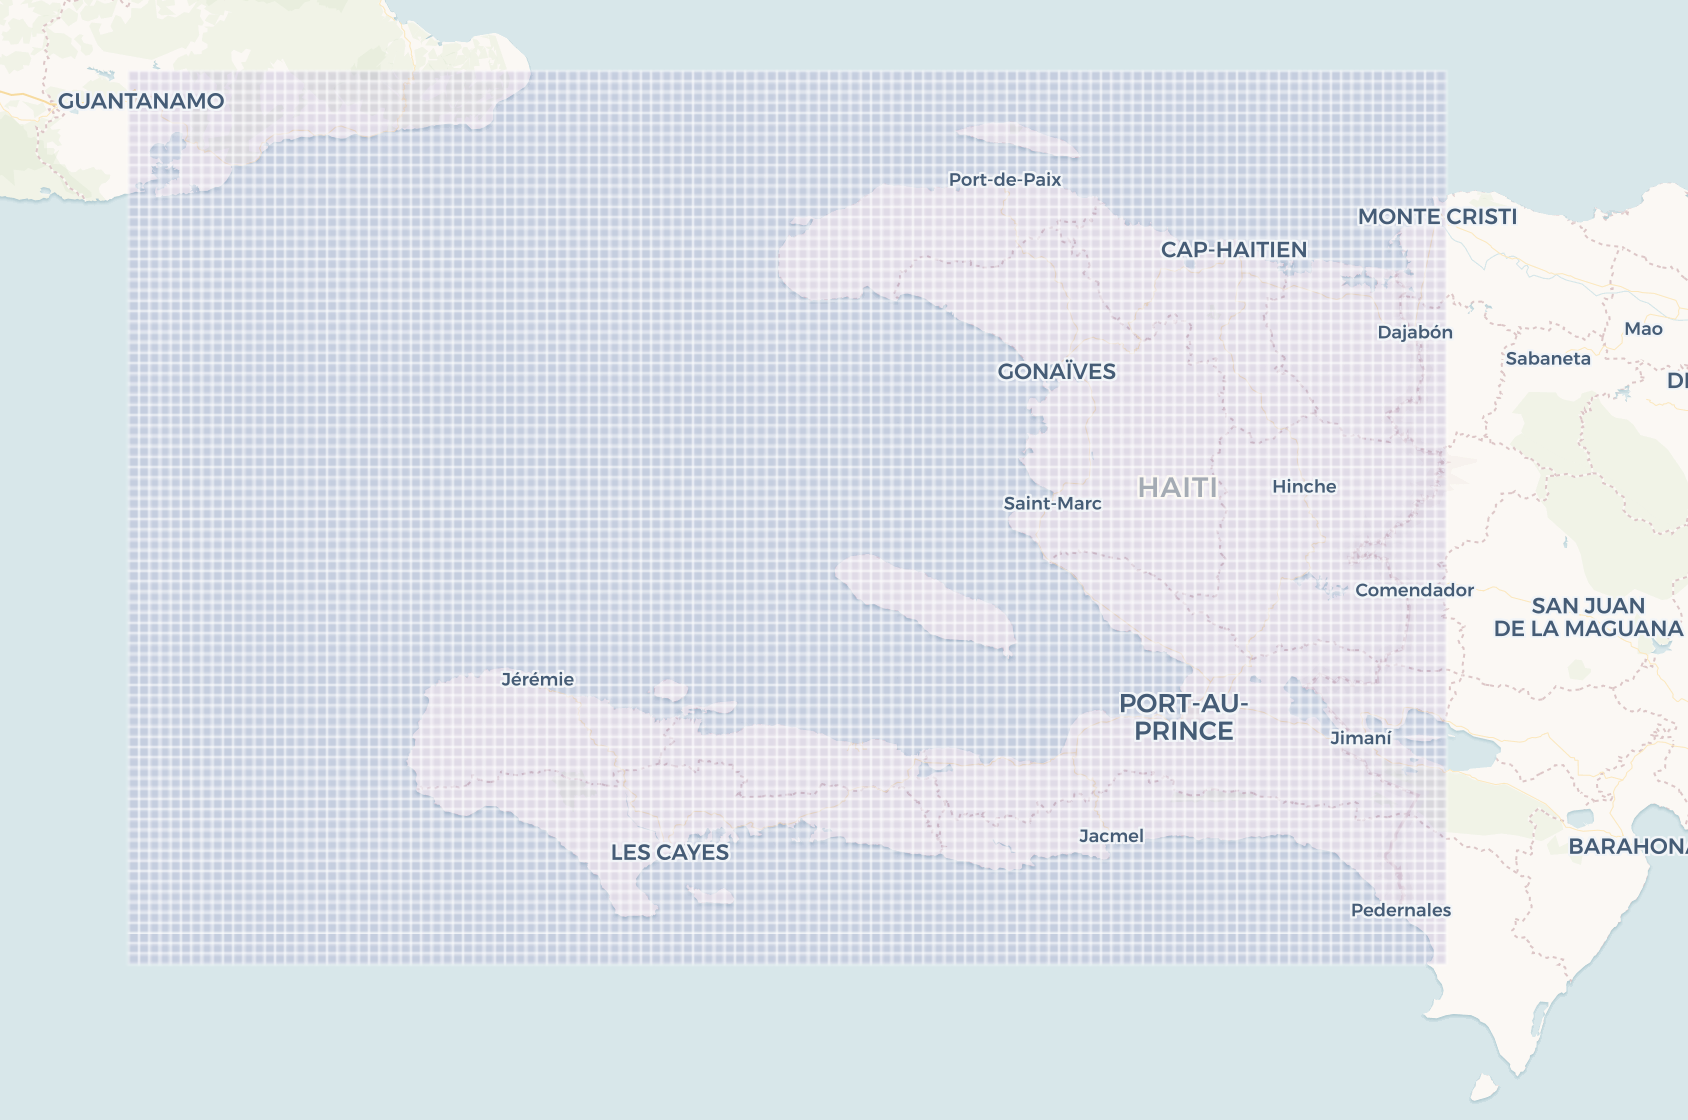 GUANTANAMO
Port-de-Paix
MONTE CRISTI
CAP-HAITIEN
Dajabón
Mao
Sabaneta
GONAÏVES
HAITI
Hinche
Saint-Marc
Comendador
SAN JUAN
DE LA MAGUANA
Jérémie
PORT-AU-
PRINCE
Jimaní
Jacmel
LES CAYES
BARAHONA
Pedernales